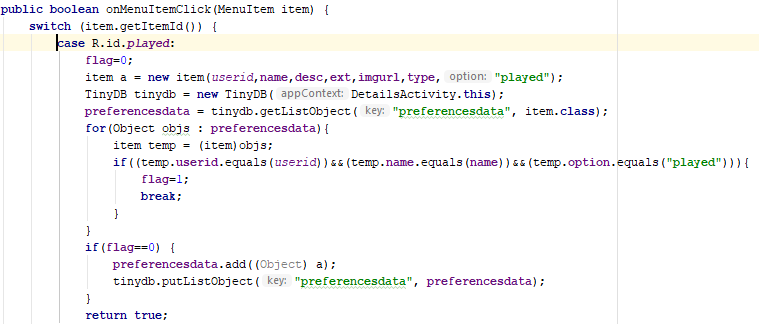 public boolean onMenuItemClick(MenuItem item) {
switch (item.getItemId()) {
case R.id.played:
flag=0;
item a = new item(userid,name,desc,ext,imgurl,type, option: "played");
TinyDB tinydb = new TinyDB( appContext: DetailsActivity.this);
preferencesdata = tinydb.getListObject( key: "preferencesdata", item.class);
for(Object objs : preferencesdata){
item temp = (item)objs;
if((temp.userid.equals(userid))&&(temp.name.equals(name))&&(temp.option.equals("played"))){
flag=1;
break;
}
}
if(flag==0) {
preferencesdata.add((Object) a);
tinydb.putListObject( key: "preferencesdata", preferencesdata);
}
return true;